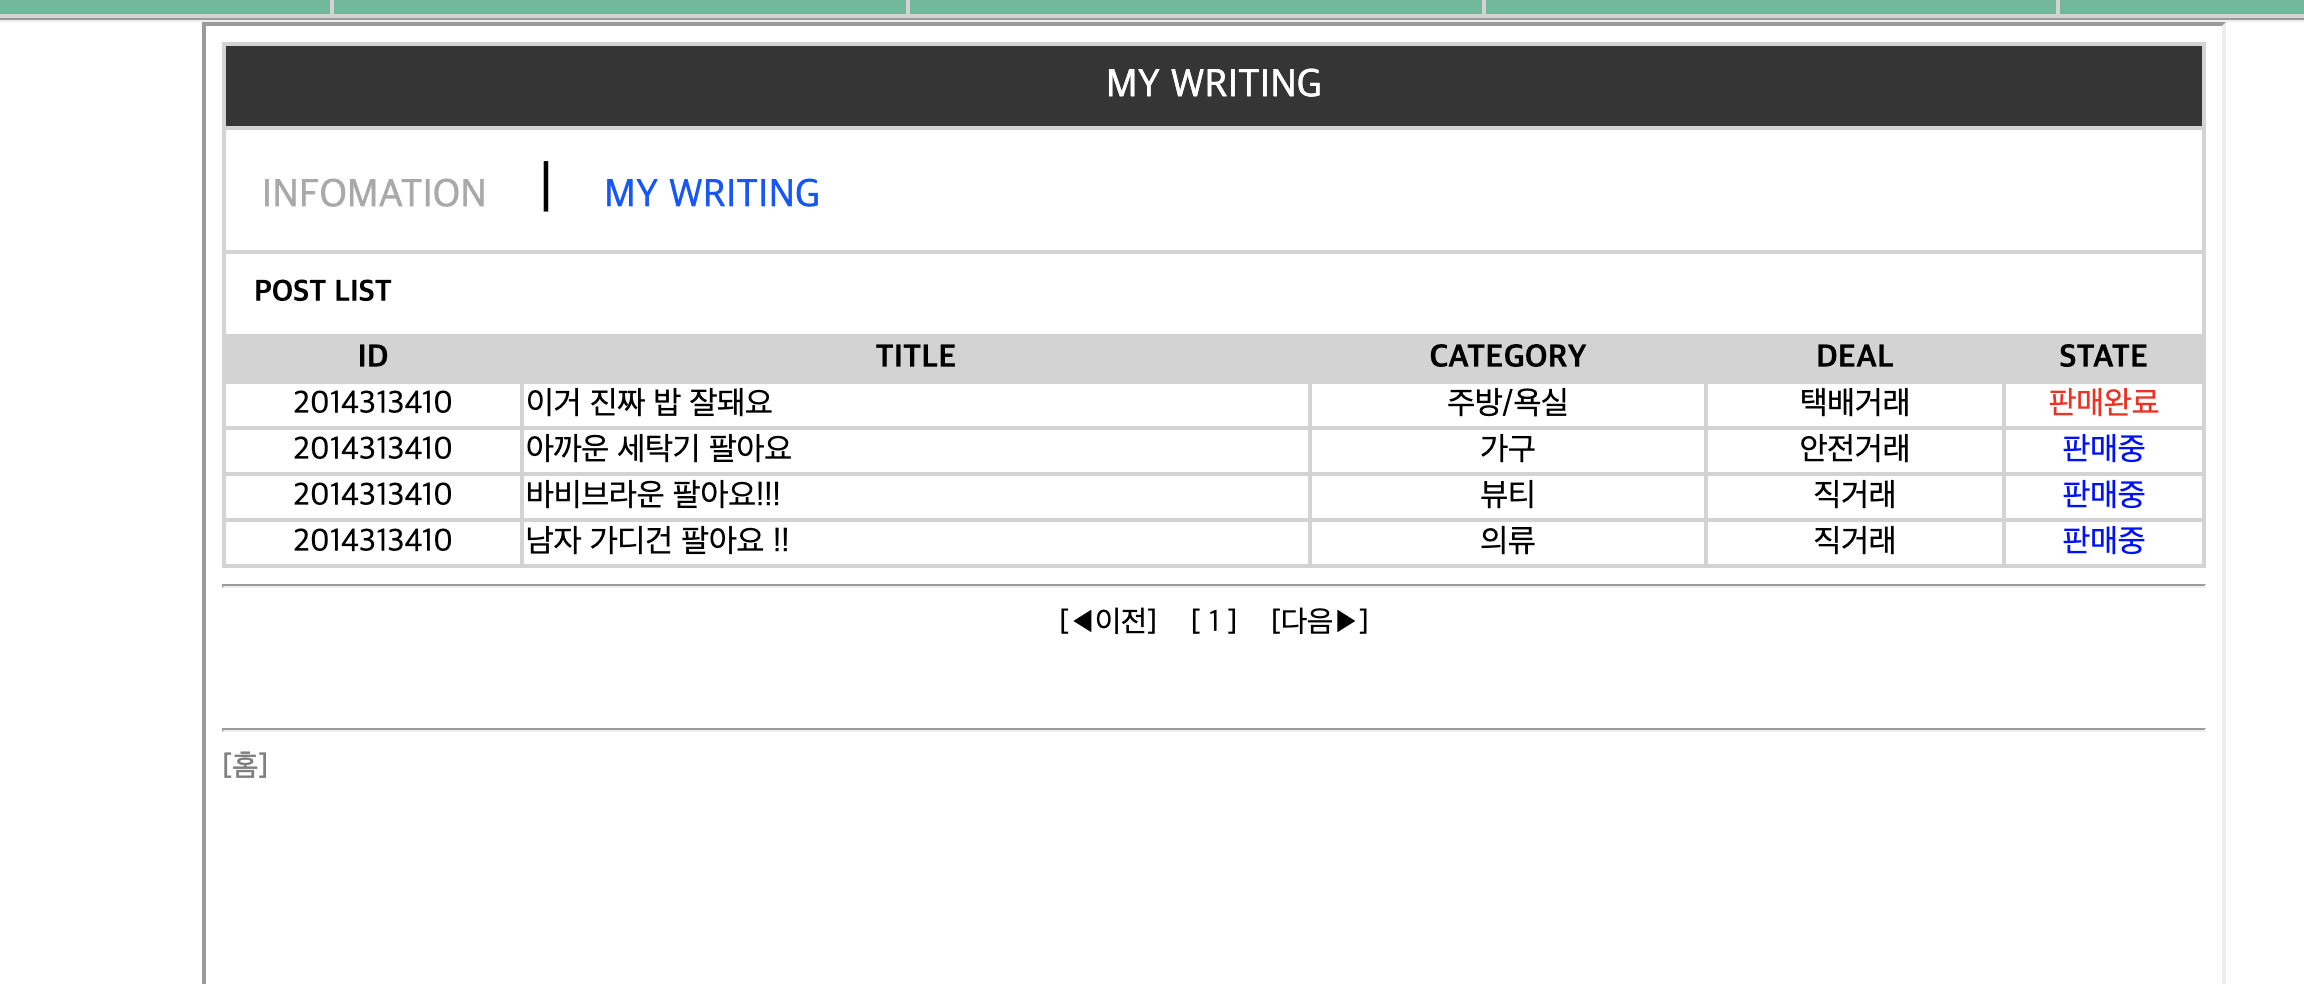 MY WRITING
INFOMATION | MY WRITING
POST LIST
ID TITLE CATEGORY DEAL STATE
2014313410 이거 진짜 밥 잘돼요 주방/욕실 택배거래 판매완료
2014313410 아까운 세탁기 팔아요 가구 안전거래 판매중
2014313410 바비브라운 팔아요!!! 뷰티 직거래 판매중
2014313410 남자 가디건 팔아요 !! 의류 직거래 판매중
[◀이전] [ 1 ] [다음▶]
[홈]